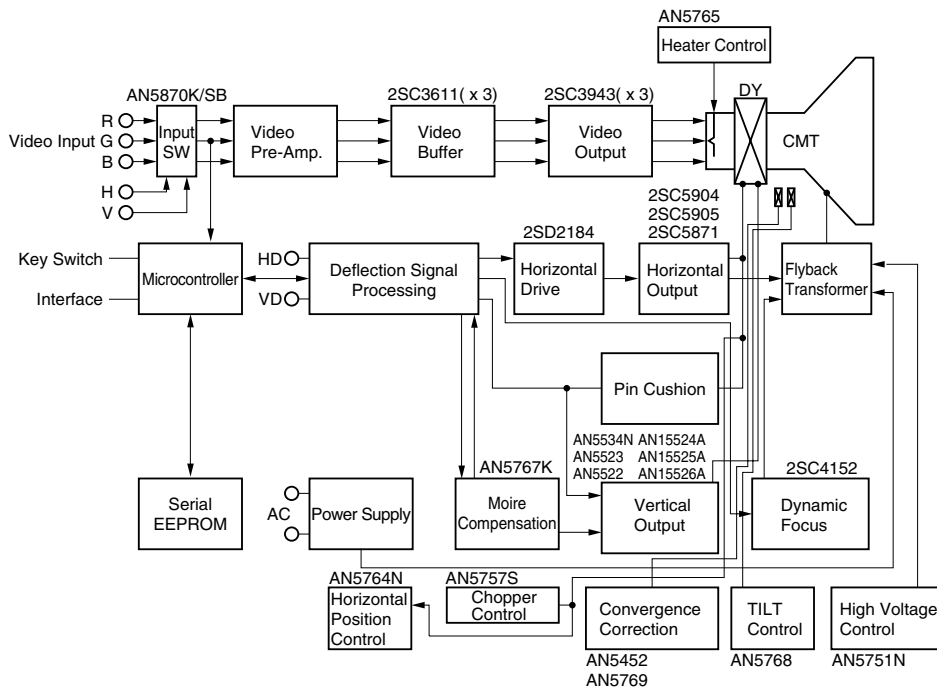 AN5765
Heater Control
AN5870K/SB
2SC3611( x 3)
2SC3943( x 3)
DY
R
Video Input G
B
H
V
Input
SW
Video
Pre-Amp.
Video
Buffer
Video
Output
CMT
2SC5904
2SC5905
2SC5871
2SD2184
Key Switch
Interface
Microcontroller
HD
VD
Deflection Signal
Processing
Horizontal
Drive
Horizontal
Output
Flyback
Transformer
Pin Cushion
AN5534N AN15524A
AN5523 AN15525A
AN5522 AN15526A
AN5767K
2SC4152
Serial
EEPROM
AC
Power Supply
Moire
Compensation
Vertical
Output
Dynamic
Focus
AN5764N
Horizontal
Position
Control
AN5757S
Chopper
Control
Convergence
Correction
AN5452
AN5769
TILT
Control
AN5768
High Voltage
Control
AN5751N